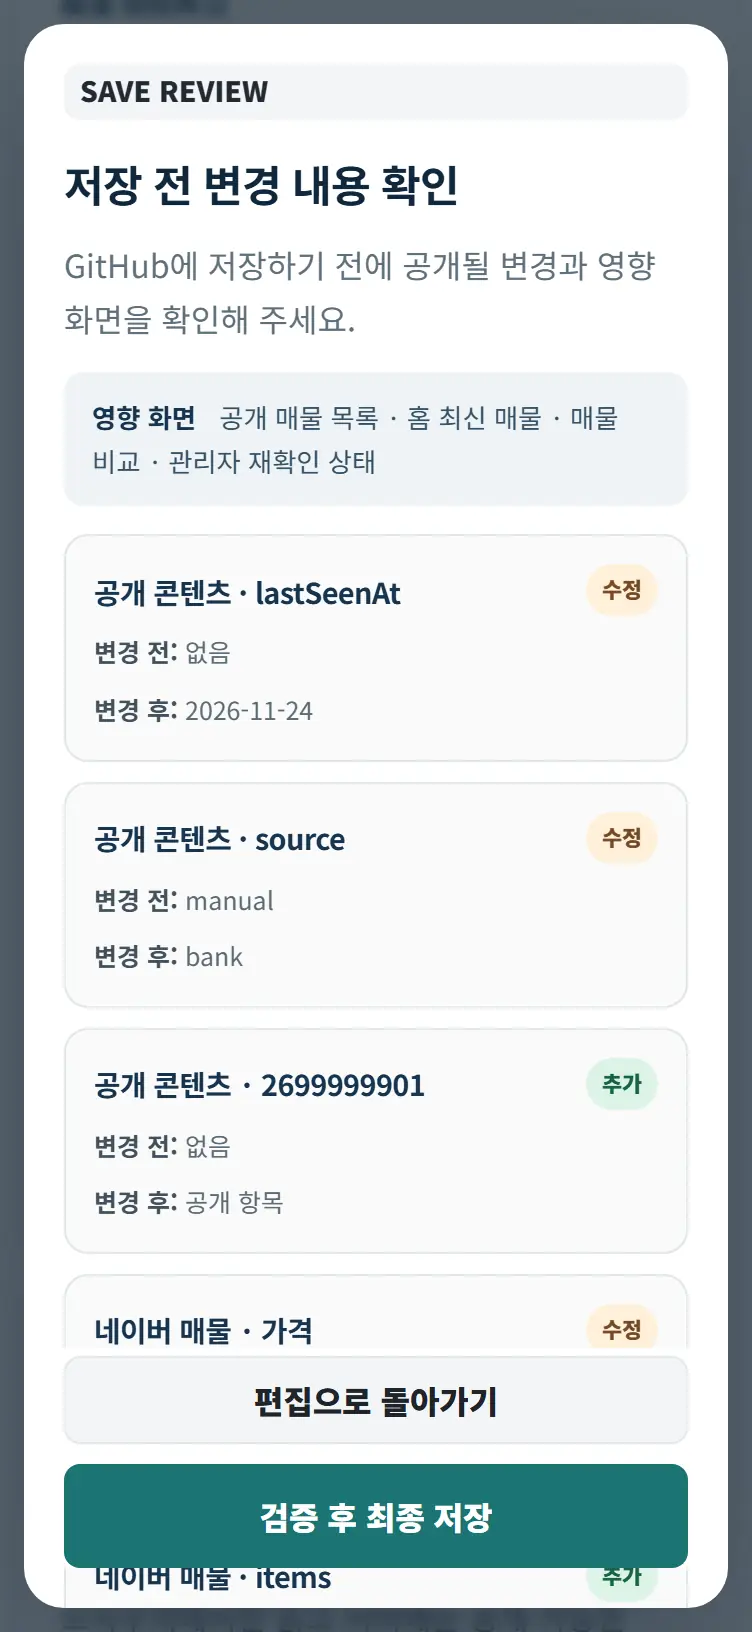 SAVE REVIEW
저장 전 변경 내용 확인
GitHub에 저장하기 전에 공개될 변경과 영향
화면을 확인해 주세요.
영향 화면 공개 매물 목록 · 홈 최신 매물 · 매물
비교 · 관리자 재확인 상태
공개 콘텐츠 · lastSeenAt 수정
변경 전: 없음
변경 후: 2026-11-24
공개 콘텐츠 · source 수정
변경 전: manual
변경 후: bank
공개 콘텐츠 · 2699999901 추가
변경 전: 없음
변경 후: 공개 항목
네이버 매물 · 가격 수정
편집으로 돌아가기
검증 후 최종 저장
네이버 매물 · items 추가